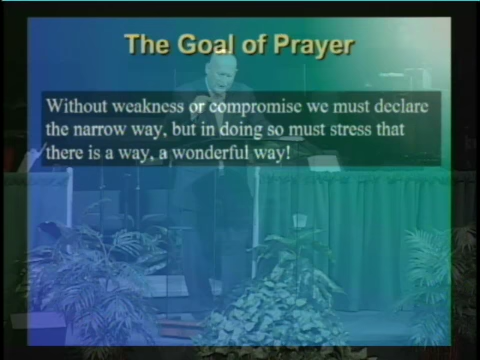 The Goal of Prayer
Without weakness or compromise we must declare
the narrow way, but in doing so must stress that
there is a way, a wonderful way!